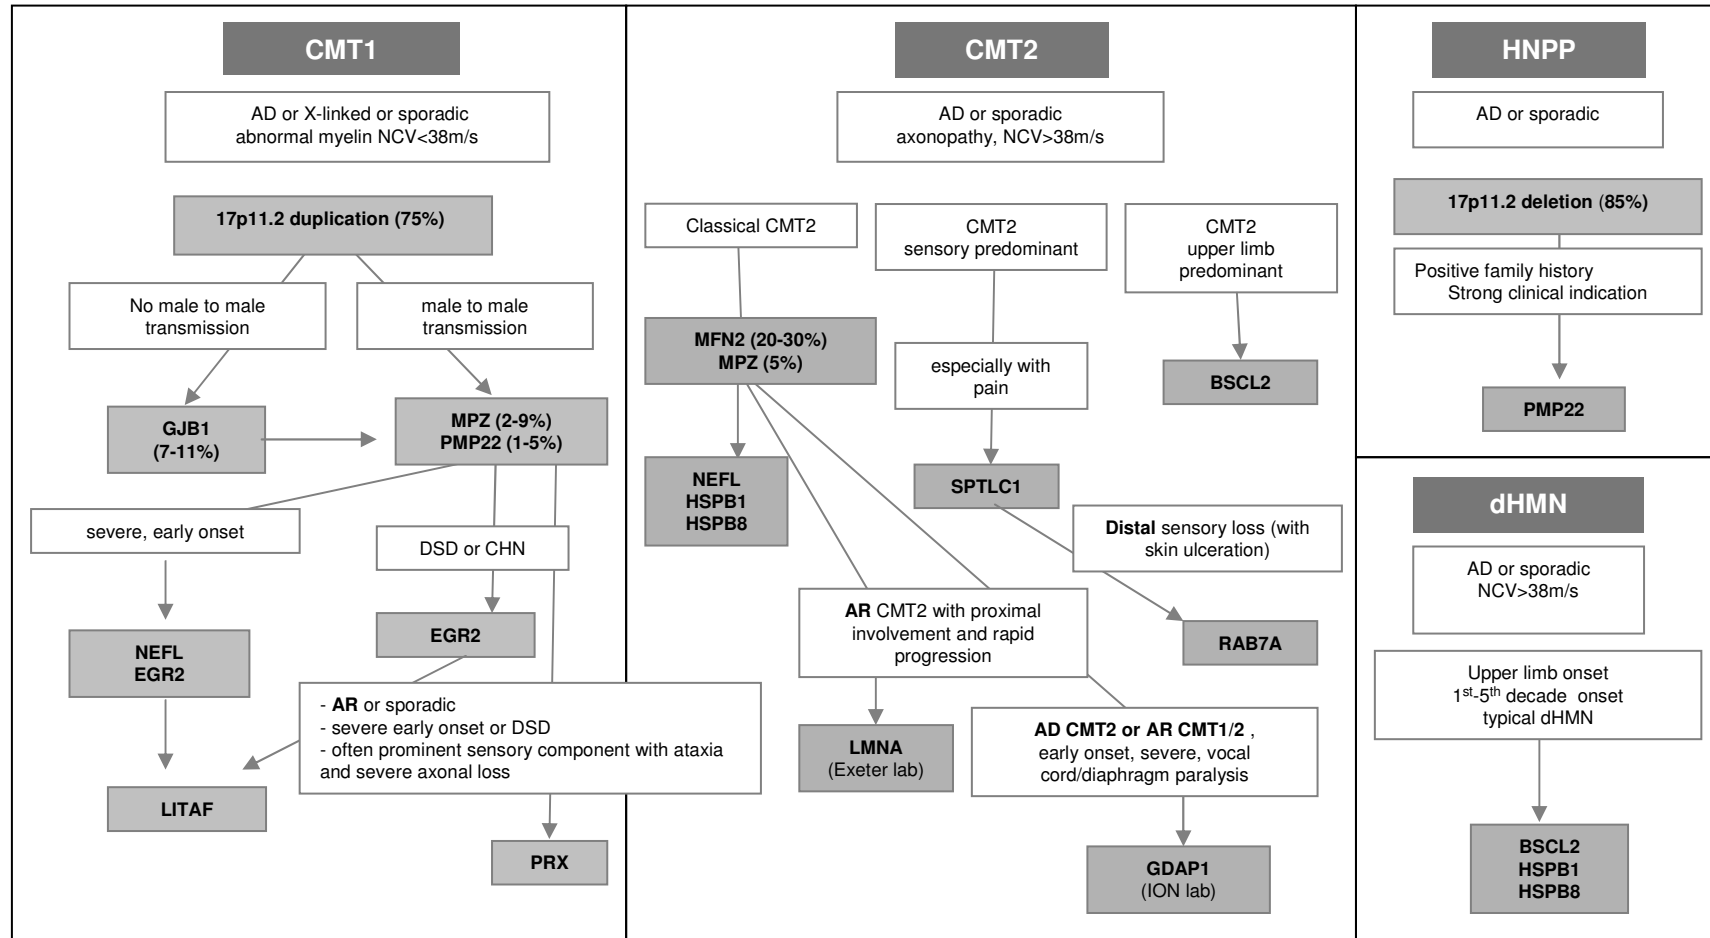 CMT1
AD or X-linked or sporadic
abnormal myelin NCV<38m/s
17p11.2 duplication (75%)
No male to male
transmission
male to male
transmission
GJB1
(7-11%)
MPZ (2-9%)
PMP22 (1-5%)
severe, early onset
DSD or CHN
NEFL
EGR2
EGR2
- AR or sporadic
- severe early onset or DSD
- often prominent sensory component with ataxia
and severe axonal loss
LITAF
PRX
CMT2
AD or sporadic
axonopathy, NCV>38m/s
Classical CMT2
CMT2
sensory predominant
CMT2
upper limb
predominant
MFN2 (20-30%)
MPZ (5%)
especially with
pain
BSCL2
NEFL
HSPB1
HSPB8
SPTLC1
Distal sensory loss (with
skin ulceration)
AR CMT2 with proximal
involvement and rapid
progression
RAB7A
LMNA
(Exeter lab)
AD CMT2 or AR CMT1/2 ,
early onset, severe, vocal
cord/diaphragm paralysis
GDAP1
(ION lab)
HNPP
AD or sporadic
17p11.2 deletion (85%)
Positive family history
Strong clinical indication
PMP22
dHMN
AD or sporadic
NCV>38m/s
Upper limb onset
1st-5th decade onset
typical dHMN
BSCL2
HSPB1
HSPB8